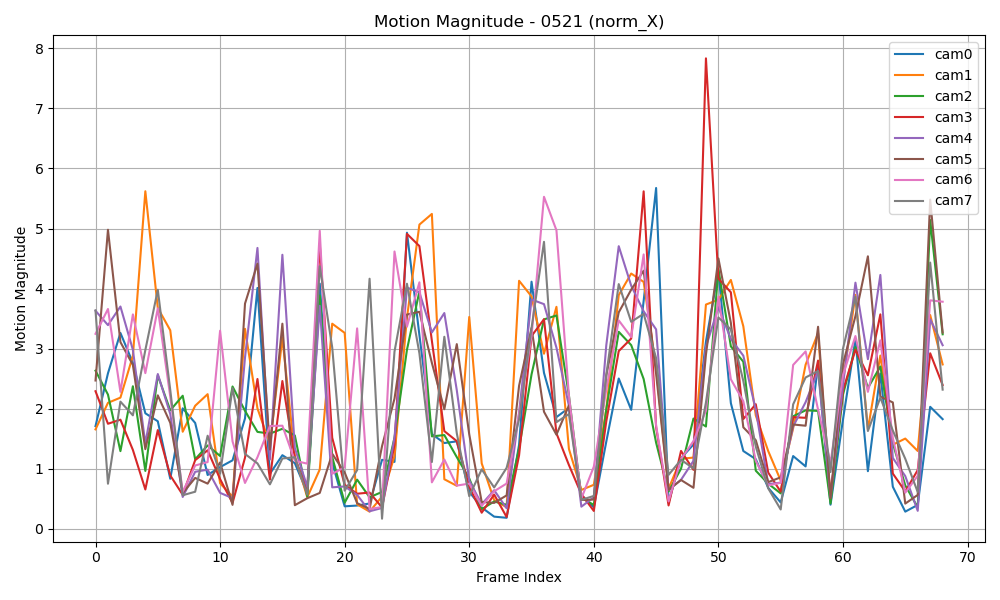 Motion Magnitude - 0521 (norm_X)
Motion Magnitude
8
7
6
5
4
3
2
1
0
0 10 20 30 40 50 60 70
Frame Index
cam0
cam1
cam2
cam3
cam4
cam5
cam6
cam7